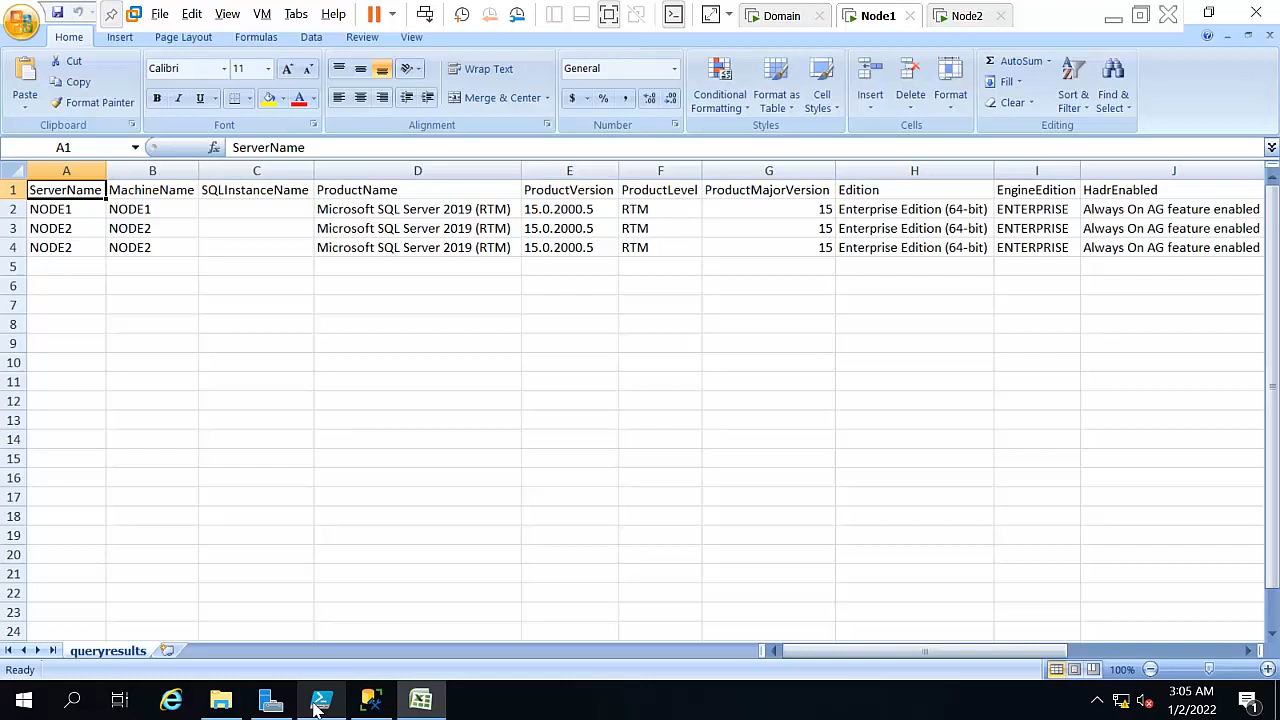 File Edit View VM Tabs Help Domain Node1 Node2
Home Insert Page Layout Formulas Data Review View
Paste Cut Copy Format Painter Clipboard
Calibri 11 B I U A Font
Wrap Text Merge & Center Alignment
General $ % , Number
Conditional Formatting Format as Table Cell Styles Styles
Insert Delete Format Cells
Σ AutoSum Fill Clear Sort & Filter Find & Select Editing
A1 fx ServerName
A B C D E F G H I J
1 ServerName MachineName SQLInstanceName ProductName ProductVersion ProductLevel ProductMajorVersion Edition EngineEdition HadrEnabled
2 NODE1 NODE1 Microsoft SQL Server 2019 (RTM) 15.0.2000.5 RTM 15 Enterprise Edition (64-bit) ENTERPRISE Always On AG feature enabled
3 NODE2 NODE2 Microsoft SQL Server 2019 (RTM) 15.0.2000.5 RTM 15 Enterprise Edition (64-bit) ENTERPRISE Always On AG feature enabled
4 NODE2 NODE2 Microsoft SQL Server 2019 (RTM) 15.0.2000.5 RTM 15 Enterprise Edition (64-bit) ENTERPRISE Always On AG feature enabled
5
6
7
8
9
10
11
12
13
14
15
16
17
18
19
20
21
22
23
24
queryresults
Ready 100%
3:05 AM
1/2/2022
1